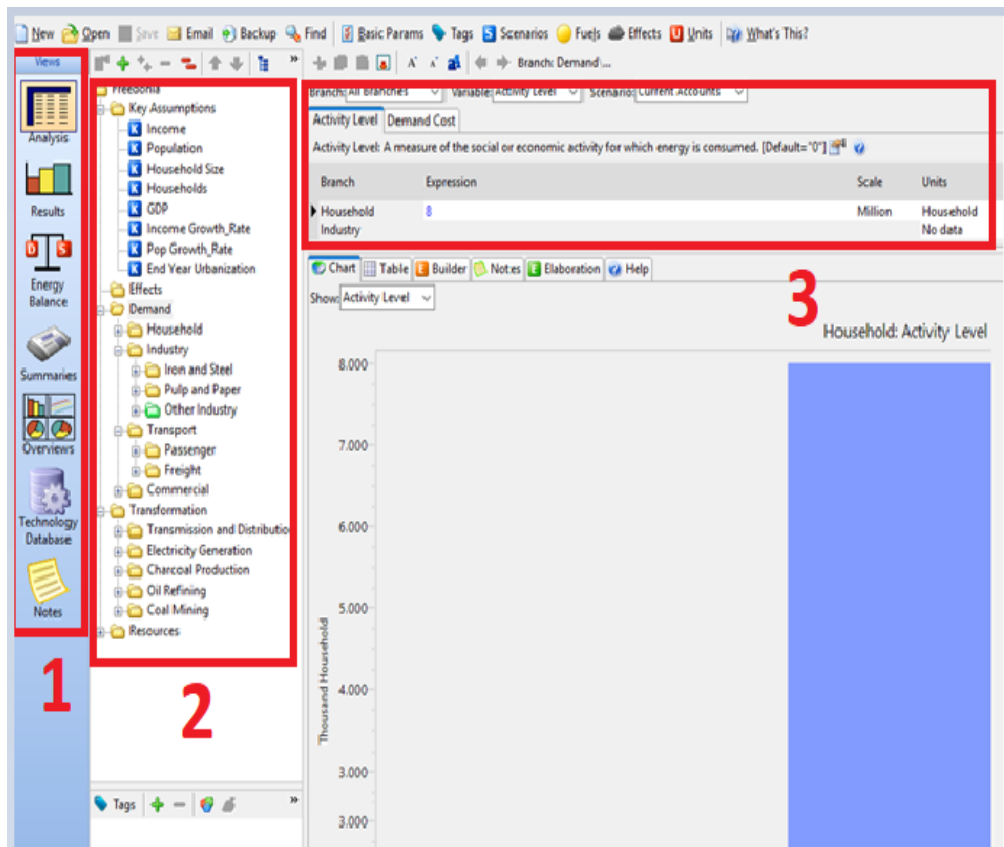 New Open Save Email Backup Find Basic Params Tags Scenarios Fuels Effects Units What's This?
Views
Branch: Demand\...
Freedonia
Key Assumptions
Income
Population
Household Size
Households
GDP
Income Growth_Rate
Pop Growth_Rate
End Year Urbanization
Effects
Demand
Household
Industry
Iron and Steel
Pulp and Paper
Other Industry
Transport
Passenger
Freight
Commercial
Transformation
Transmission and Distributio
Electricity Generation
Charcoal Production
Oil Refining
Coal Mining
Resources
Analysis
Results
Energy
Balance
Summaries
Overviews
Technology
Database
Notes
1
2
Tags
Branch: All Branches Variable: Activity Level Scenario: Current Accounts
Activity Level Demand Cost
Activity Level: A measure of the social or economic activity for which energy is consumed. [Default="0"]
Branch Expression Scale Units
Household 8 Million Household
Industry No data
Chart Table Builder Notes Elaboration Help
3
Show: Activity Level
Household: Activity Level
8.000
7.000
6.000
5.000
4.000
3.000
3.000
Thousand Household